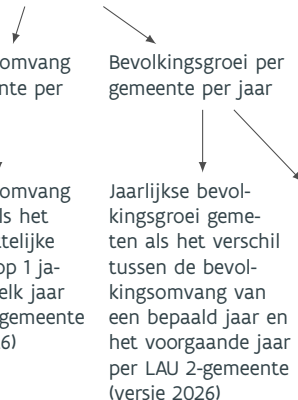 omvang
nte per
Bevolkingsgroei per
gemeente per jaar
omvang
ls het
telijke
op 1 ja-
elk jaar
gemeente
6)
Jaarlijkse bevol-
kingsgroei geme-
ten als het verschil
tussen de bevol-
kingsomvang van
een bepaald jaar en
het voorgaande jaar
per LAU 2-gemeente
(versie 2026)